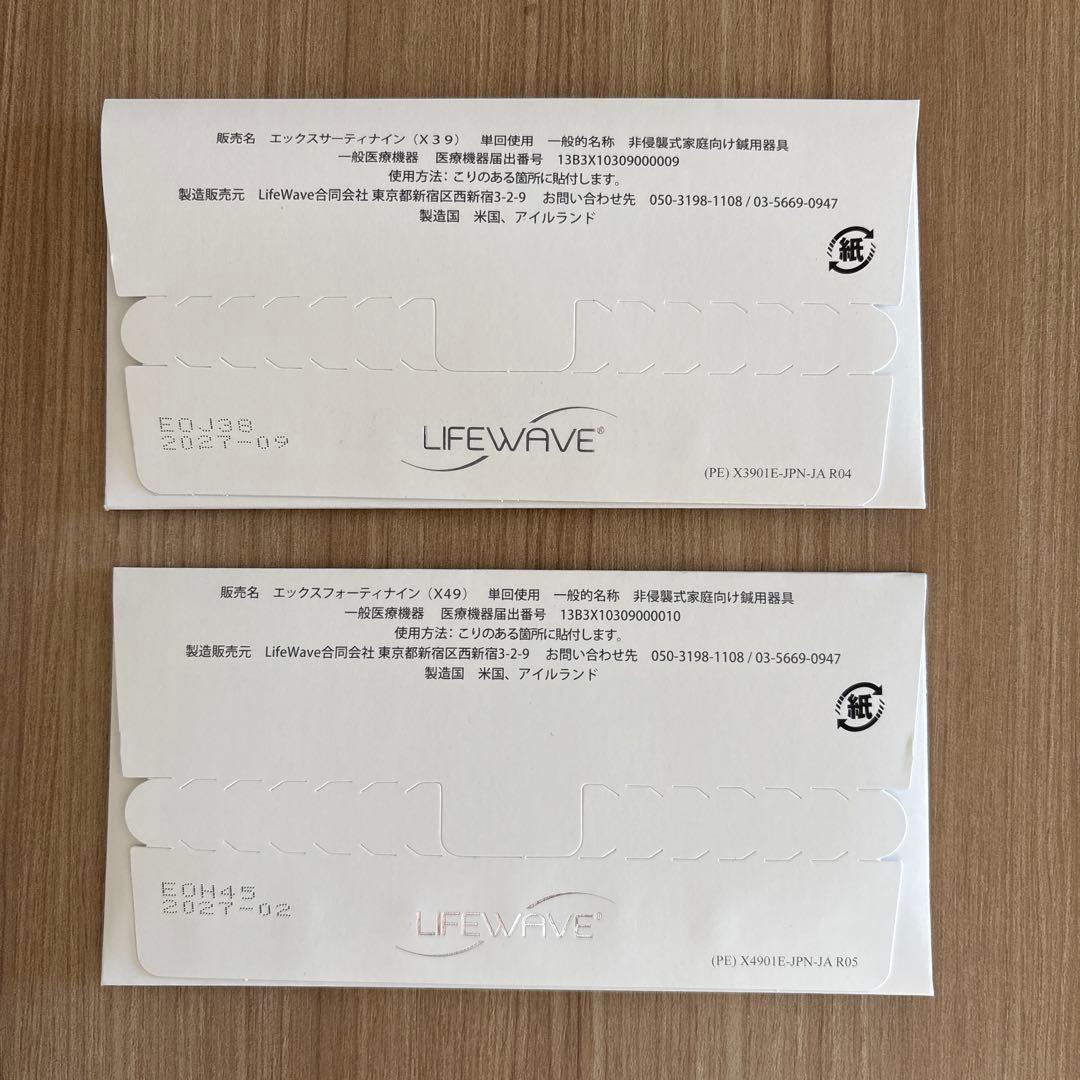 販売名 エックスサーティナイン（X39） 単回使用 一般的名称 非侵襲式家庭向け鍼用器具
一般医療機器 医療機器届出番号 13B3X10309000009
使用方法：こりのある箇所に貼付します。
製造販売元 LifeWave合同会社 東京都新宿区西新宿3-2-9 お問い合わせ先 050-3198-1108 / 03-5669-0947
製造国 米国、アイルランド
紙
EOJ38
2027-09
LIFEWAVE®
(PE) X3901E-JPN-JA R04
販売名 エックスフォーティナイン（X49） 単回使用 一般的名称 非侵襲式家庭向け鍼用器具
一般医療機器 医療機器届出番号 13B3X10309000010
使用方法：こりのある箇所に貼付します。
製造販売元 LifeWave合同会社 東京都新宿区西新宿3-2-9 お問い合わせ先 050-3198-1108 / 03-5669-0947
製造国 米国、アイルランド
紙
EOH45
2027-02
LIFEWAVE®
(PE) X4901E-JPN-JA R05